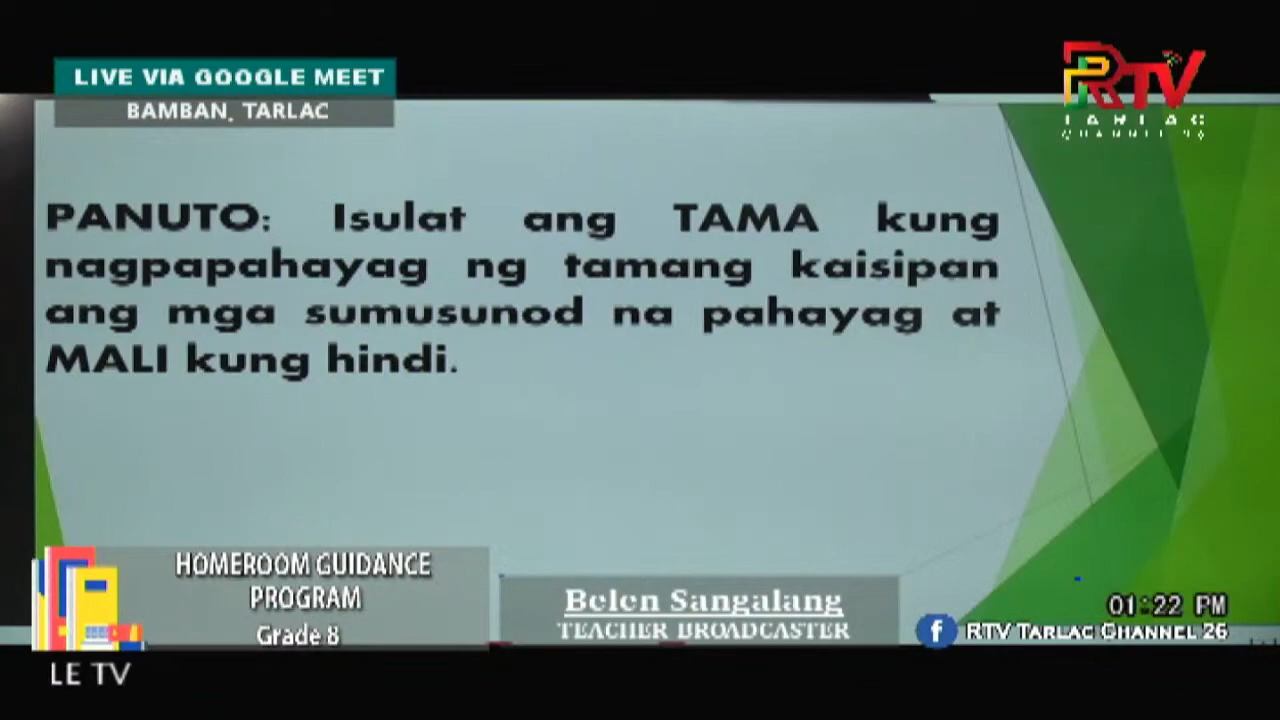 LIVE VIA GOOGLE MEET
BAMBAN, TARLAC
RTV
TARLAC
CHANNEL 26
PANUTO: Isulat ang TAMA kung
nagpapahayag ng tamang kaisipan
ang mga sumusunod na pahayag at
MALI kung hindi.
HOMEROOM GUIDANCE
PROGRAM
Grade 8
Belen Sangalang
TEACHER BROADCASTER
01:22 PM
RTV TARLAC CHANNEL 26
LE TV